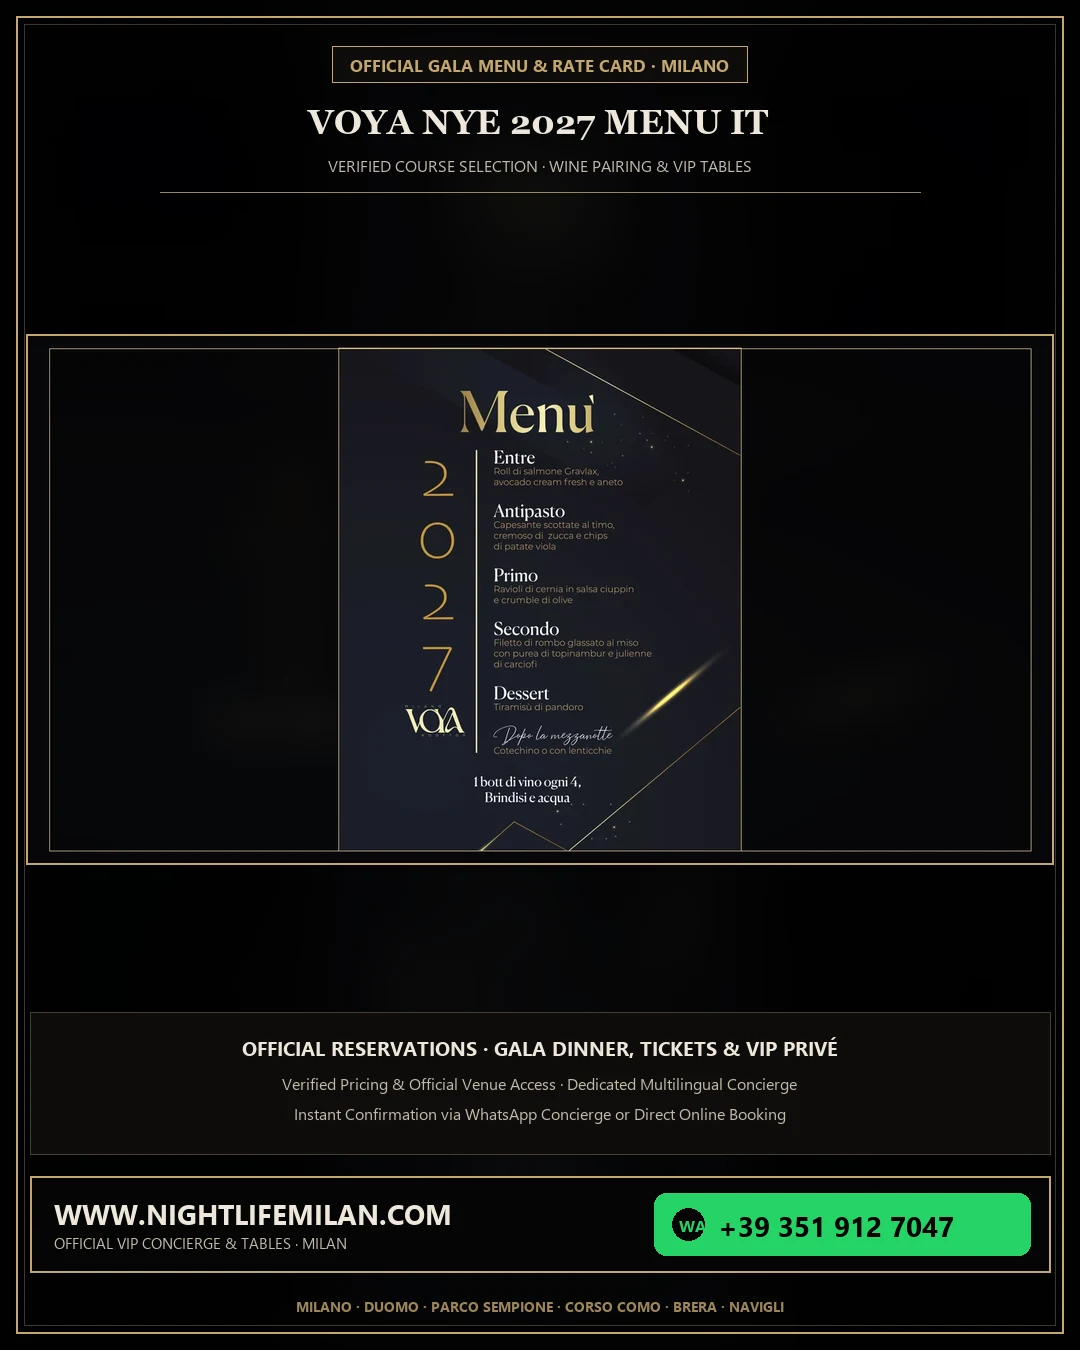 OFFICIAL GALA MENU & RATE CARD · MILANO
VOYA NYE 2027 MENU IT
VERIFIED COURSE SELECTION · WINE PAIRING & VIP TABLES
Menu'
2
0
2
7
VOYA
Entre
Roll di salmone Gravlax,
avocado cream fresh e aneto
Antipasto
Capesante scottate al timo,
cremoso di zucca e chips
di patate viola
Primo
Ravioli di cernia in salsa ciuppin
e crumble di olive
Secondo
Filetto di rombo glassato al miso
con purea di topinambur e julienne
di carciofi
Dessert
Tiramisù di pandoro
Dopo la mezzanotte
Cotechino o con lenticchie
1 bott di vino ogni 4,
Brindisi e acqua
OFFICIAL RESERVATIONS · GALA DINNER, TICKETS & VIP PRIVÉ
Verified Pricing & Official Venue Access · Dedicated Multilingual Concierge
Instant Confirmation via WhatsApp Concierge or Direct Online Booking
WWW.NIGHTLIFEMILAN.COM
OFFICIAL VIP CONCIERGE & TABLES · MILAN
WA +39 351 912 7047
MILANO · DUOMO · PARCO SEMPIONE · CORSO COMO · BRERA · NAVIGLI